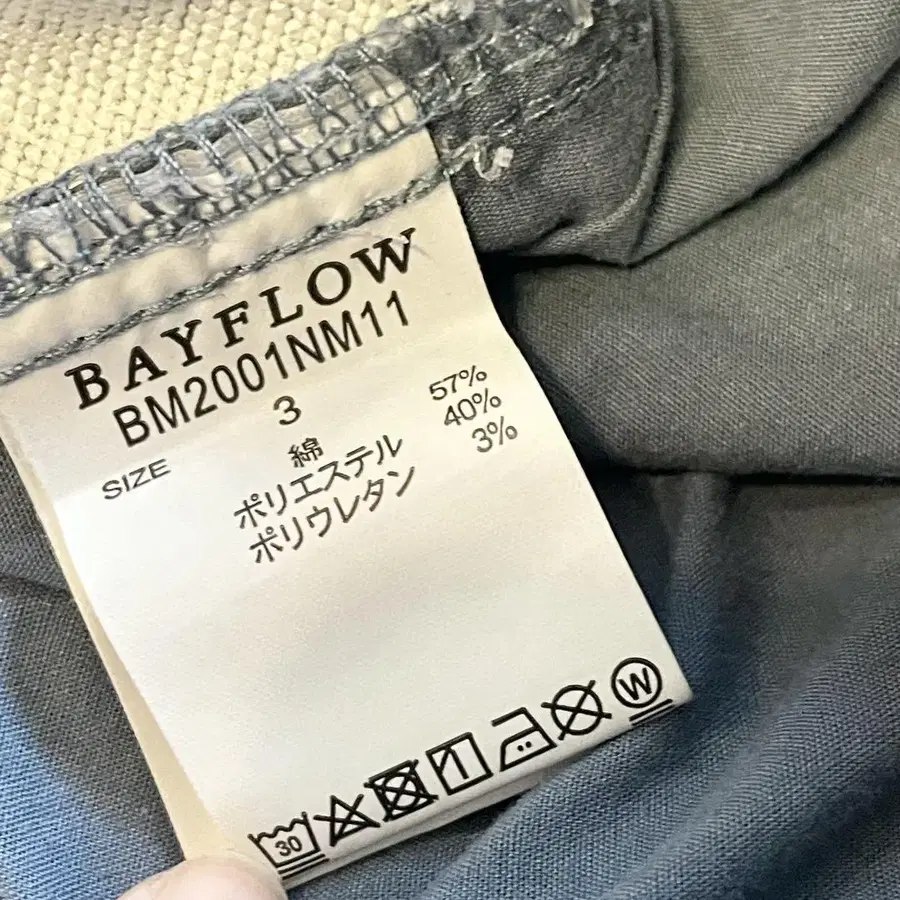 BAYFLOW
BM2001NM11
SIZE 3
綿 57%
ポリエステル 40%
ポリウレタン 3%
30
W